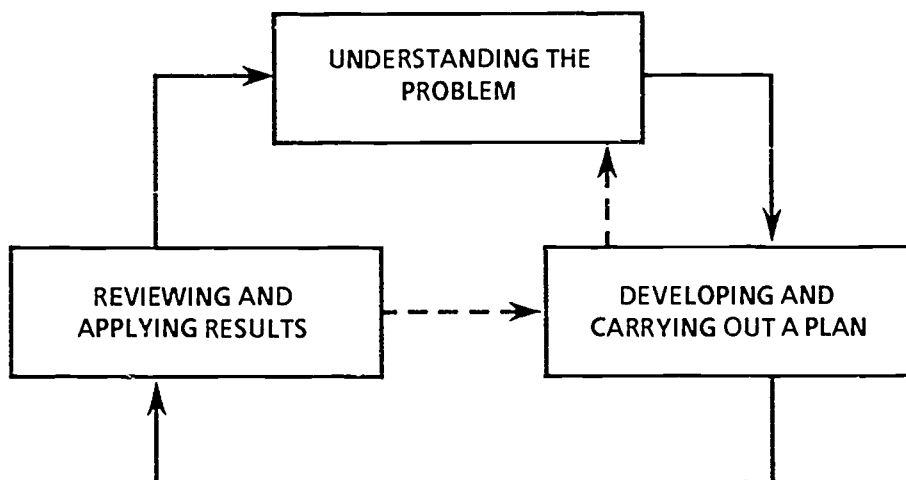 UNDERSTANDING THE
PROBLEM
REVIEWING AND
APPLYING RESULTS
DEVELOPING AND
CARRYING OUT A PLAN